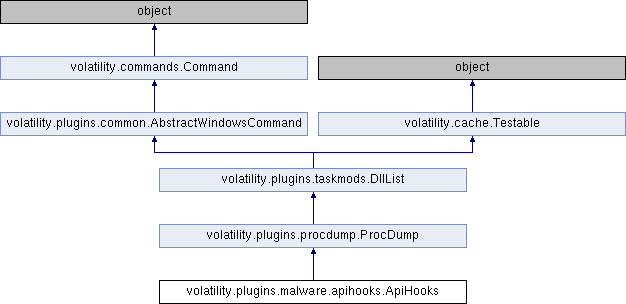 object
volatility.commands.Command
object
volatility.plugins.common.AbstractWindowsCommand
volatility.cache.Testable
volatility.plugins.taskmods.DllList
volatility.plugins.procdump.ProcDump
volatility.plugins.malware.apihooks.ApiHooks